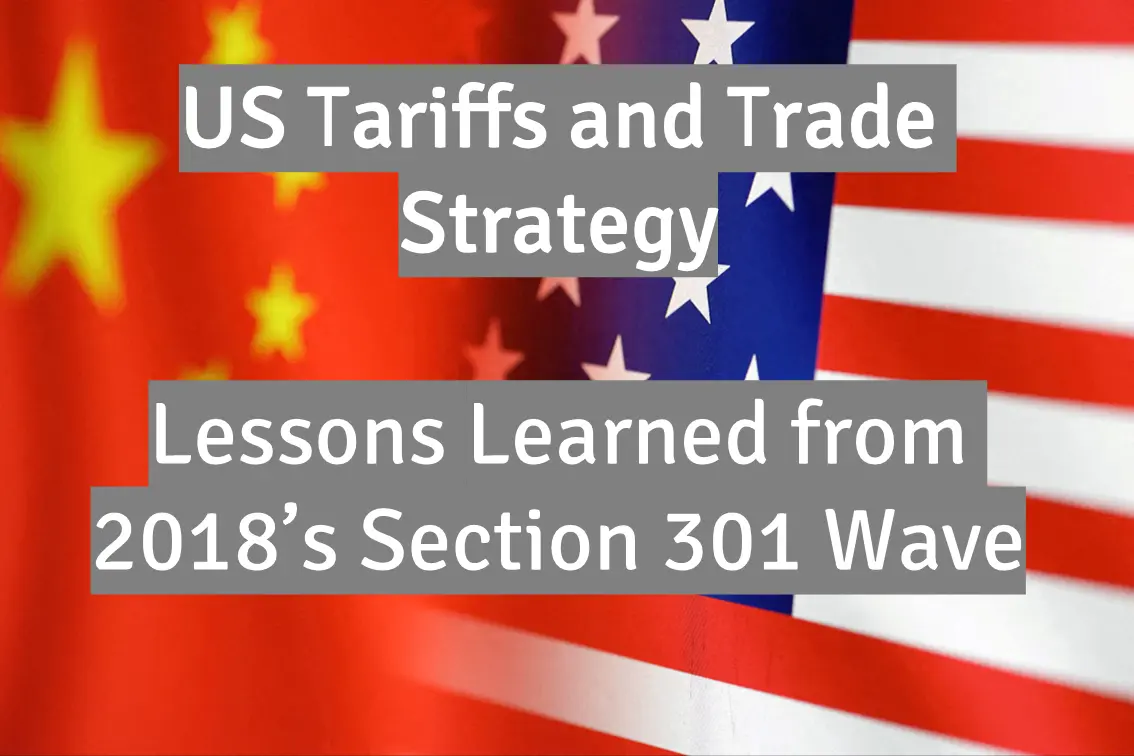 US Tariffs and Trade
Strategy
Lessons Learned from
2018’s Section 301 Wave